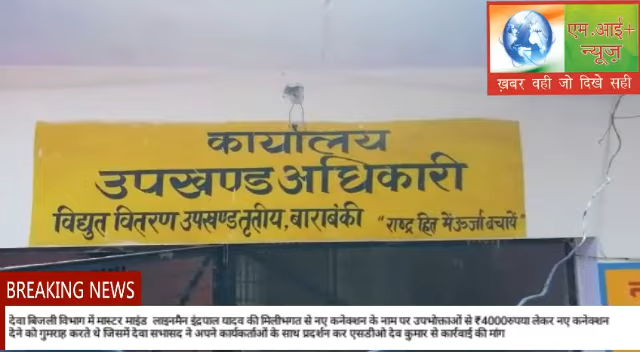 एम.आई+
न्यूज़
ख़बर वही जो दिखे सही
कार्यालय
उपखण्ड अधिकारी
विद्युत वितरण उपखण्ड तृतीय, बाराबंकी "राष्ट्र हित में ऊर्जा बचायें"
BREAKING NEWS
देवा बिजली विभाग में मास्टर माइंड लाइनमैन इंद्रपाल यादव की मिलीभगत से नए कनेक्शन के नाम पर उपभोक्ताओं से ₹4000रुपया लेकर नए कनेक्शन
देने को गुमराह करते थे जिसमें देवा सभासद ने अपने कार्यकर्ताओं के साथ प्रदर्शन कर एसडीओ देव कुमार से कार्रवाई की मांग